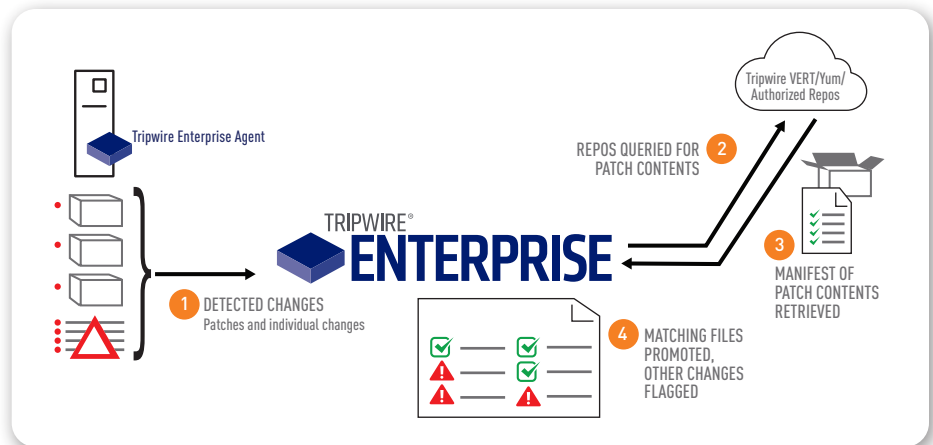 Tripwire Enterprise Agent
Tripwire VERT/Yum/
Authorized Repos
REPOS QUERIED FOR
PATCH CONTENTS
2
TRIPWIRE®
ENTERPRISE
1
DETECTED CHANGES
Patches and individual changes
3
MANIFEST OF
PATCH CONTENTS
RETRIEVED
4
MATCHING FILES
PROMOTED,
OTHER CHANGES
FLAGGED